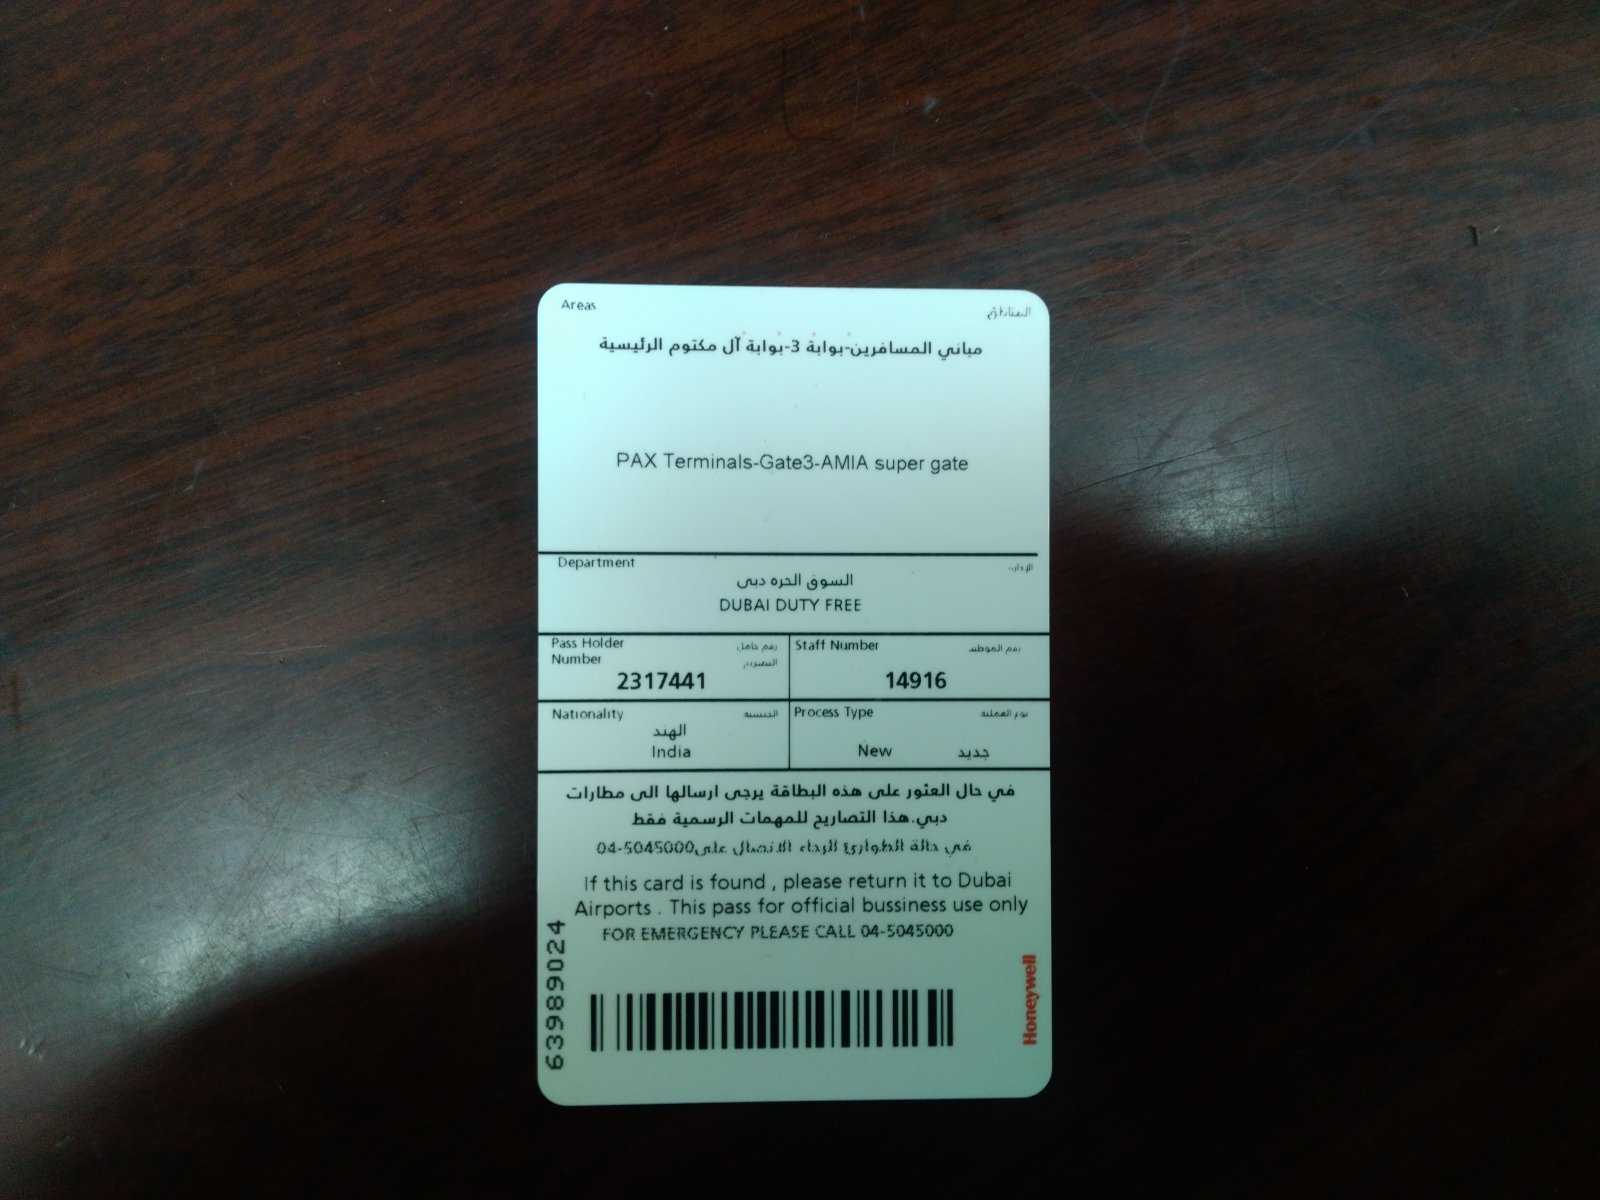 Areas المناطق
مباني المسافرين-بوابة 3-بوابة آل مكتوم الرئيسية
PAX Terminals-Gate3-AMIA super gate
Department الإدارة
السوق الحره دبي
DUBAI DUTY FREE
Pass Holder Number رقم حامل التصريح
2317441
Staff Number رقم الموظف
14916
Nationality الجنسية
الهند
India
Process Type نوع العملية
New جديد
في حال العثور على هذه البطاقة يرجى ارسالها الى مطارات
دبي.هذا التصاريح للمهمات الرسمية فقط
في حالة الطوارئ الرجاء الاتصال على04-5045000
If this card is found , please return it to Dubai
Airports . This pass for official bussiness use only
FOR EMERGENCY PLEASE CALL 04-5045000
63989024
Honeywell